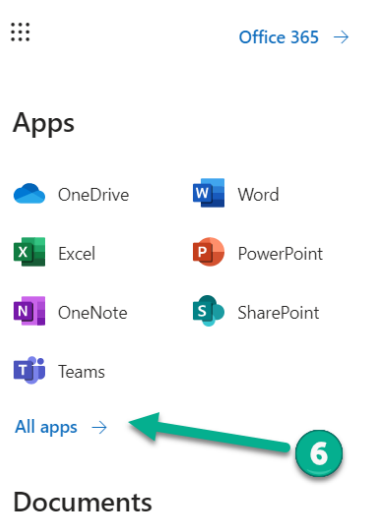 Office 365 →
Apps
OneDrive
W Word
X Excel
P PowerPoint
N OneNote
S SharePoint
T Teams
All apps →
6
Documents